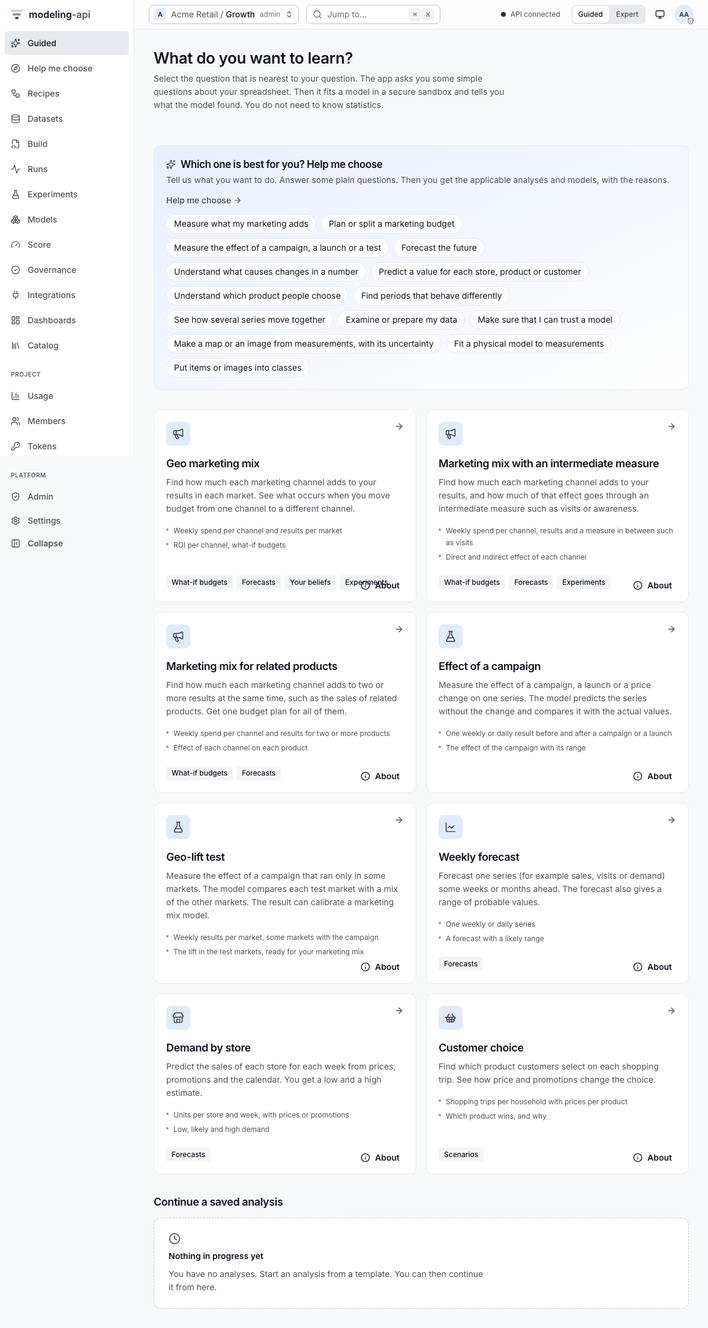 modeling-api
A Acme Retail / Growth admin
Jump to... ⌘ K
API connected
Guided Expert
AA
Guided
Help me choose
Recipes
Datasets
Build
Runs
Experiments
Models
Score
Governance
Integrations
Dashboards
Catalog
PROJECT
Usage
Members
Tokens
PLATFORM
Admin
Settings
Collapse
What do you want to learn?
Select the question that is nearest to your question. The app asks you some simple
questions about your spreadsheet. Then it fits a model in a secure sandbox and tells you
what the model found. You do not need to know statistics.
Which one is best for you? Help me choose
Tell us what you want to do. Answer some plain questions. Then you get the applicable analyses and models, with the reasons.
Help me choose →
Measure what my marketing adds
Plan or split a marketing budget
Measure the effect of a campaign, a launch or a test
Forecast the future
Understand what causes changes in a number
Predict a value for each store, product or customer
Understand which product people choose
Find periods that behave differently
See how several series move together
Examine or prepare my data
Make sure that I can trust a model
Make a map or an image from measurements, with its uncertainty
Fit a physical model to measurements
Put items or images into classes
Geo marketing mix
Find how much each marketing channel adds to your
results in each market. See what occurs when you move
budget from one channel to a different channel.
Weekly spend per channel and results per market
ROI per channel, what-if budgets
What-if budgets Forecasts Your beliefs Experiments
About
Marketing mix with an intermediate measure
Find how much each marketing channel adds to your
results, and how much of that effect goes through an
intermediate measure such as visits or awareness.
Weekly spend per channel, results and a measure in between such
as visits
Direct and indirect effect of each channel
What-if budgets Forecasts Experiments
About
Marketing mix for related products
Find how much each marketing channel adds to two or
more results at the same time, such as the sales of related
products. Get one budget plan for all of them.
Weekly spend per channel and results for two or more products
Effect of each channel on each product
What-if budgets Forecasts
About
Effect of a campaign
Measure the effect of a campaign, a launch or a price
change on one series. The model predicts the series
without the change and compares it with the actual values.
One weekly or daily result before and after a campaign or a launch
The effect of the campaign with its range
About
Geo-lift test
Measure the effect of a campaign that ran only in some
markets. The model compares each test market with a mix
of the other markets. The result can calibrate a marketing
mix model.
Weekly results per market, some markets with the campaign
The lift in the test markets, ready for your marketing mix
About
Weekly forecast
Forecast one series (for example sales, visits or demand)
some weeks or months ahead. The forecast also gives a
range of probable values.
One weekly or daily series
A forecast with a likely range
Forecasts
About
Demand by store
Predict the sales of each store for each week from prices,
promotions and the calendar. You get a low and a high
estimate.
Units per store and week, with prices or promotions
Low, likely and high demand
Forecasts
About
Customer choice
Find which product customers select on each shopping
trip. See how price and promotions change the choice.
Shopping trips per household with prices per product
Which product wins, and why
Scenarios
About
Continue a saved analysis
Nothing in progress yet
You have no analyses. Start an analysis from a template. You can then continue
it from here.